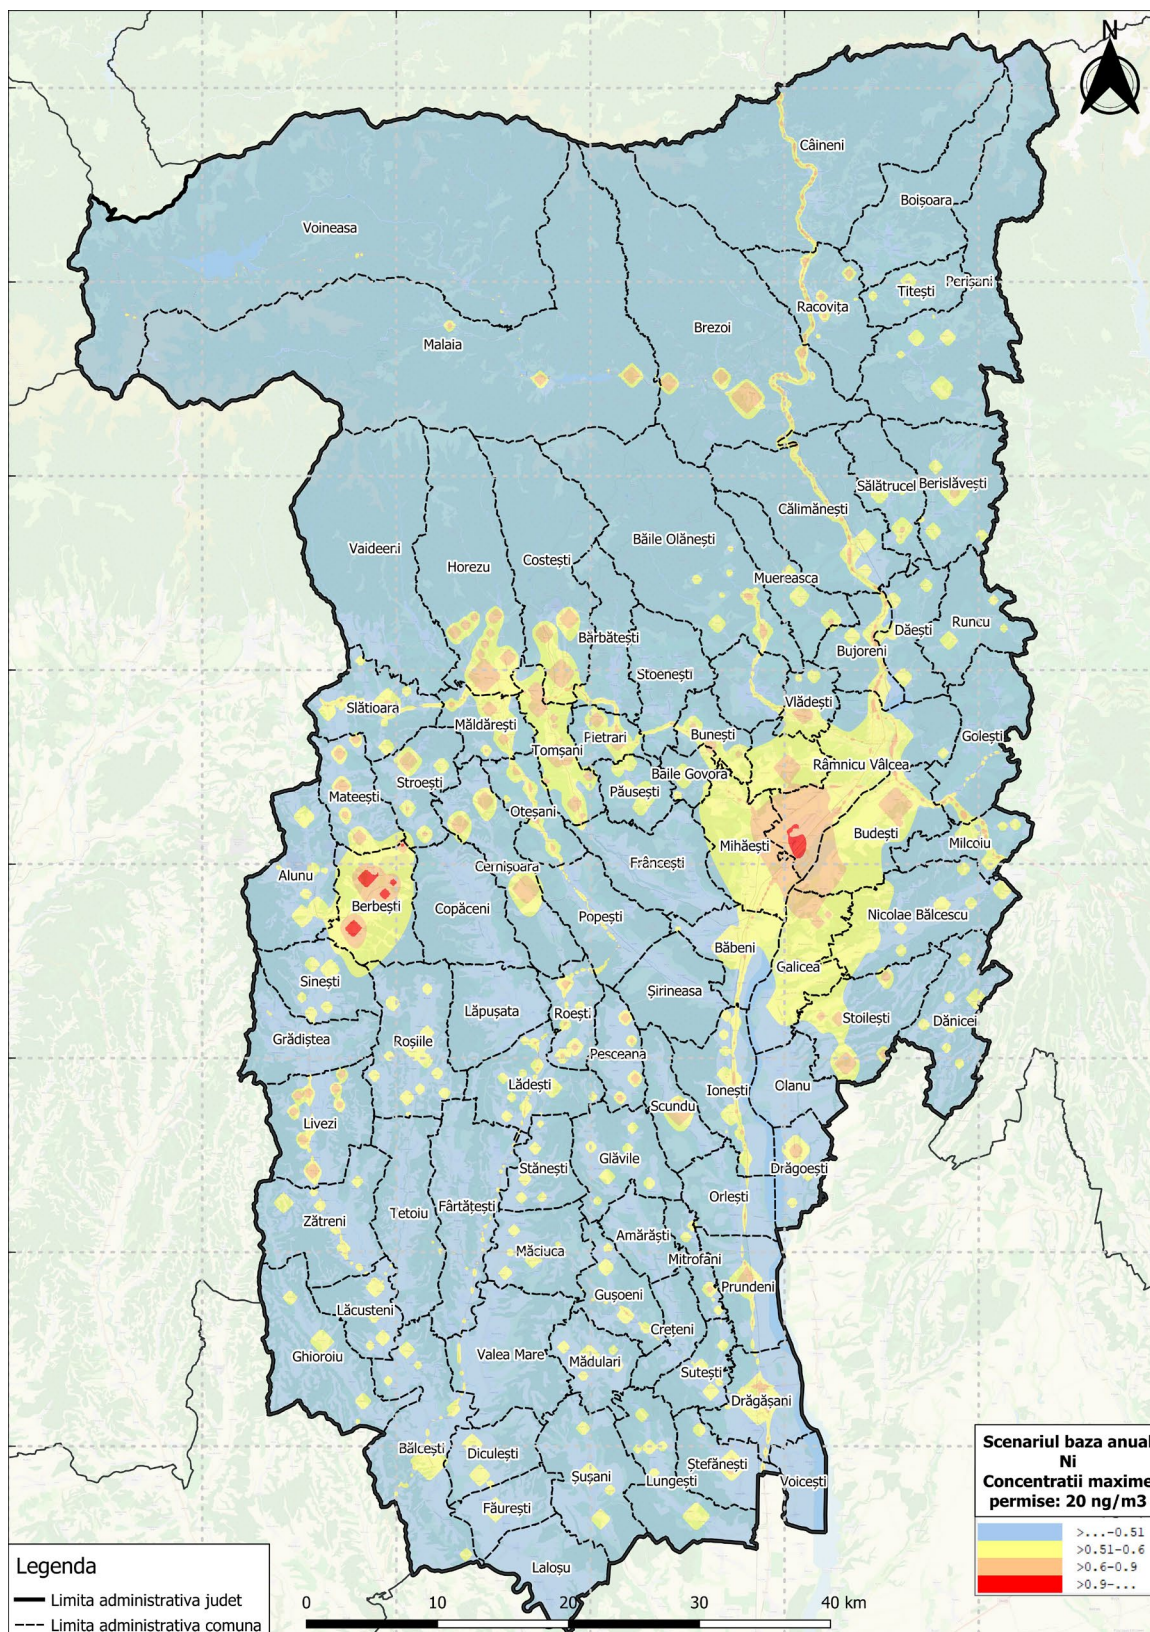 N
Câineni
Boișoara
Voineasa
Perișani
Titești
Racovița
Brezoi
Malaia
Sălătrucel
Berislăvești
Călimănești
Băile Olănești
Vaideeni
Costești
Horezu
Muereasca
Runcu
Dăești
Bărbătești
Bujoreni
Stoenești
Vlădești
Slătioara
Măldărești
Bunești
Golești
Pietrari
Tomșani
Râmnicu Vâlcea
Băile Govora
Stroești
Păusești
Mateești
Oteșani
Budești
Mihăești
Milcoiu
Frâncești
Cernișoara
Alunu
Berbești
Copăceni
Nicolae Bălcescu
Popești
Băbeni
Galicea
Sinești
Șirineasa
Lăpușata
Roești
Stoilești
Dănicei
Grădiștea
Roșiile
Pesceana
Lădești
Olanu
Ionești
Scundu
Livezi
Glăvile
Stănești
Drăgoești
Orlești
Fârtățești
Tetoiu
Zătreni
Amărăști
Măciuca
Mitrofani
Prundeni
Gușoeni
Lăcusteni
Crețeni
Valea Mare
Ghioroiu
Mădulari
Sutești
Drăgășani
Bălcești
Diculești
Ștefănești
Șușani
Lungești
Voicești
Făurești
Lalosu
Scenariul baza anual
Ni
Concentratii maxime
permise: 20 ng/m3
>...-0.51
>0.51-0.6
>0.6-0.9
>0.9-...
Legenda
Limita administrativa judet
Limita administrativa comuna
0 10 20 30 40 km